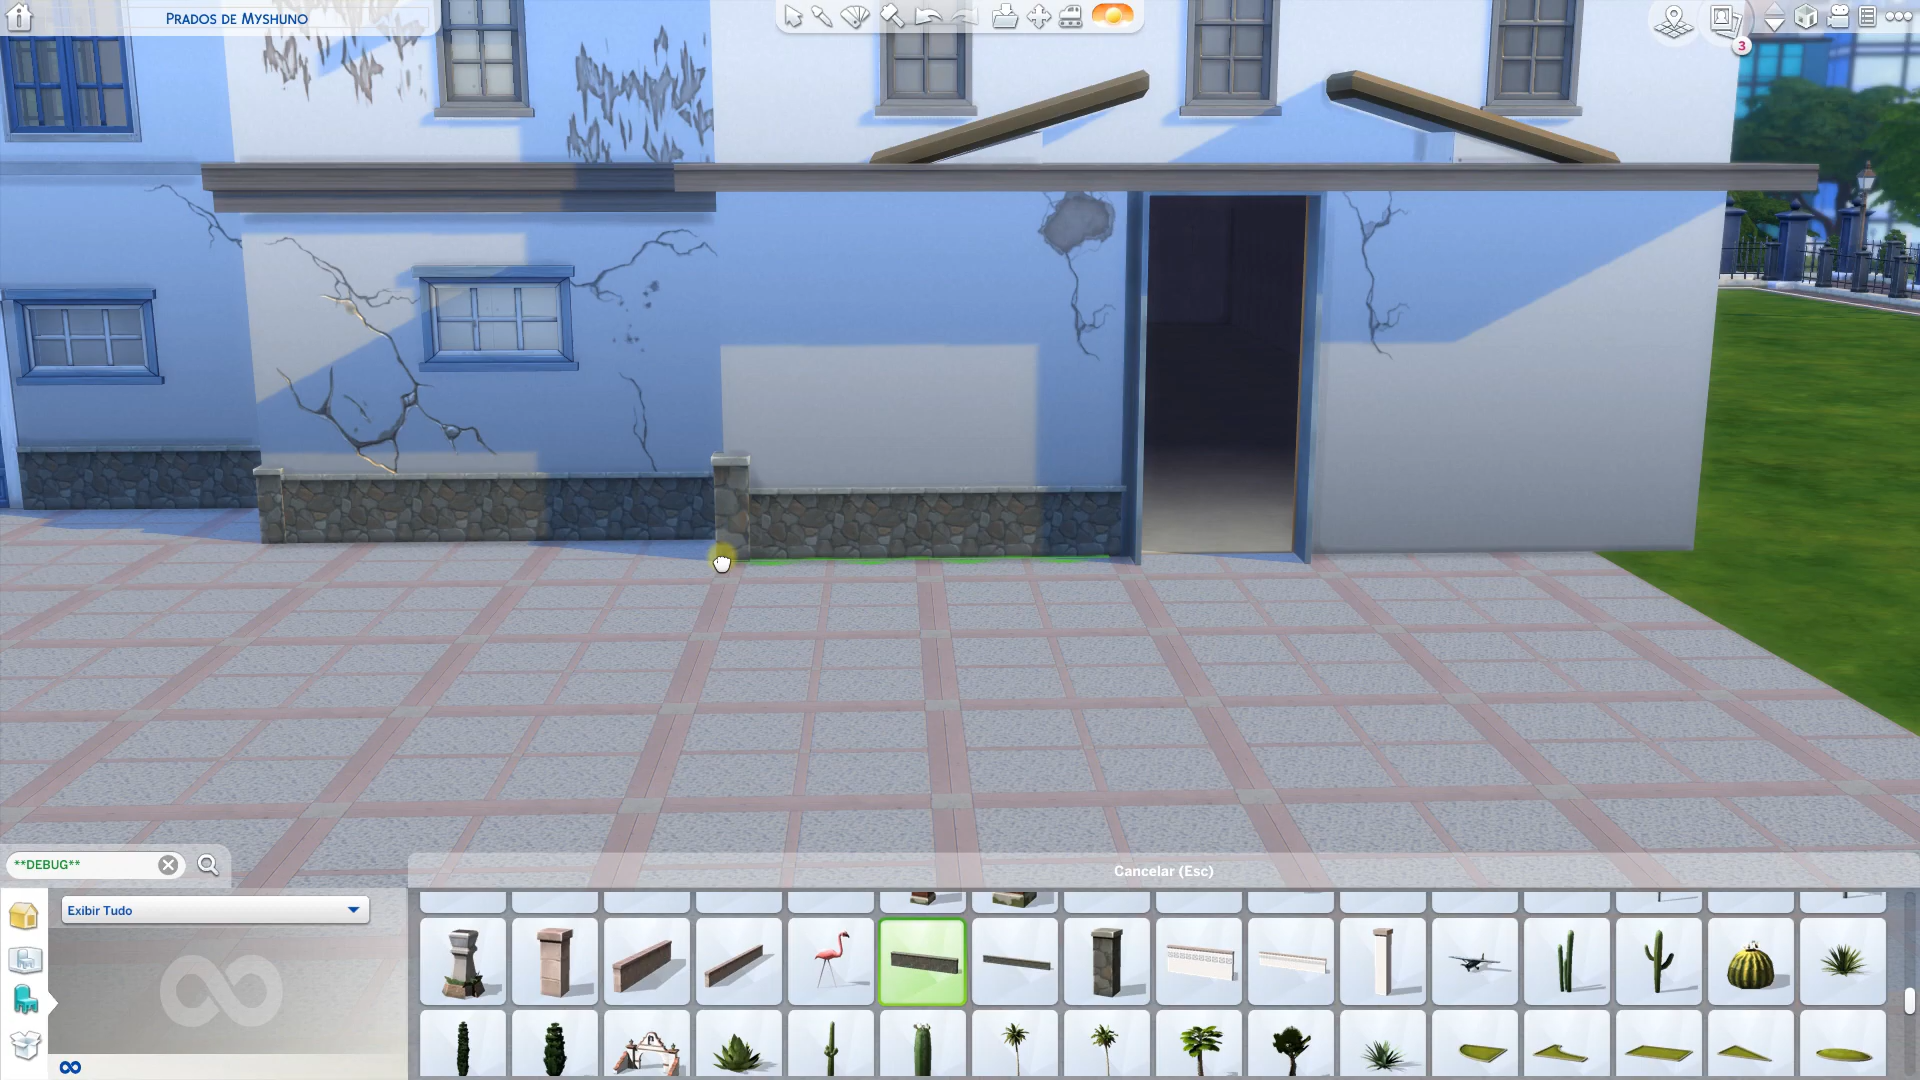 Prados de Myshuno
3
**DEBUG**
Cancelar (Esc)
Exibir Tudo